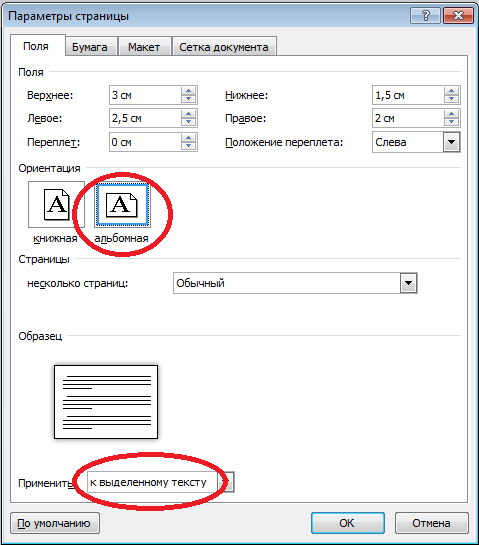 Параметры страницы
Поля Бумага Макет Сетка документа
Поля
Верхнее: 3 см Нижнее: 1,5 см
Левое: 2,5 см Правое: 2 см
Переплет: 0 см Положение переплета: Слева
Ориентация
A A
книжная альбомная
Страницы
несколько страниц: Обычный
Образец
Применить к выделенному тексту
По умолчанию ОК Отмена